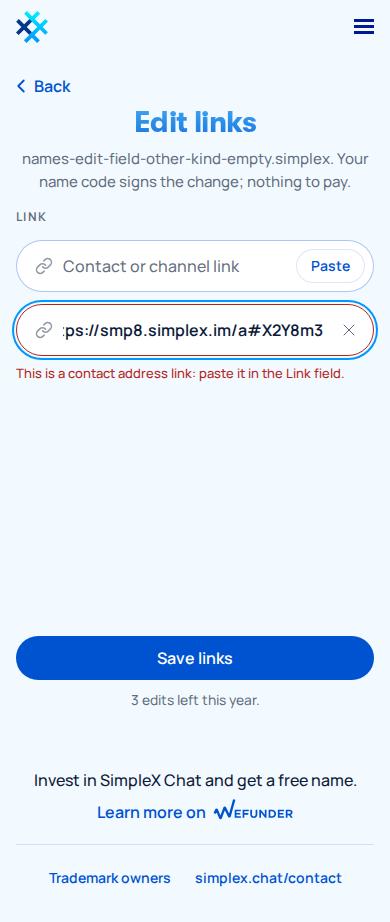 Back
Edit links
names-edit-field-other-kind-empty.simplex. Your
name code signs the change; nothing to pay.
LINK
Contact or channel link
Paste
tps://smp8.simplex.im/a#X2Y8m3
This is a contact address link: paste it in the Link field.
Save links
3 edits left this year.
Invest in SimpleX Chat and get a free name.
Learn more on WEFUNDER
Trademark owners
simplex.chat/contact